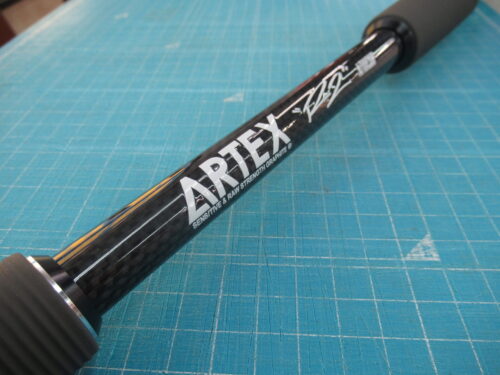 ARTEX
SENSITIVE & RAW STRENGTH GRAPHITE